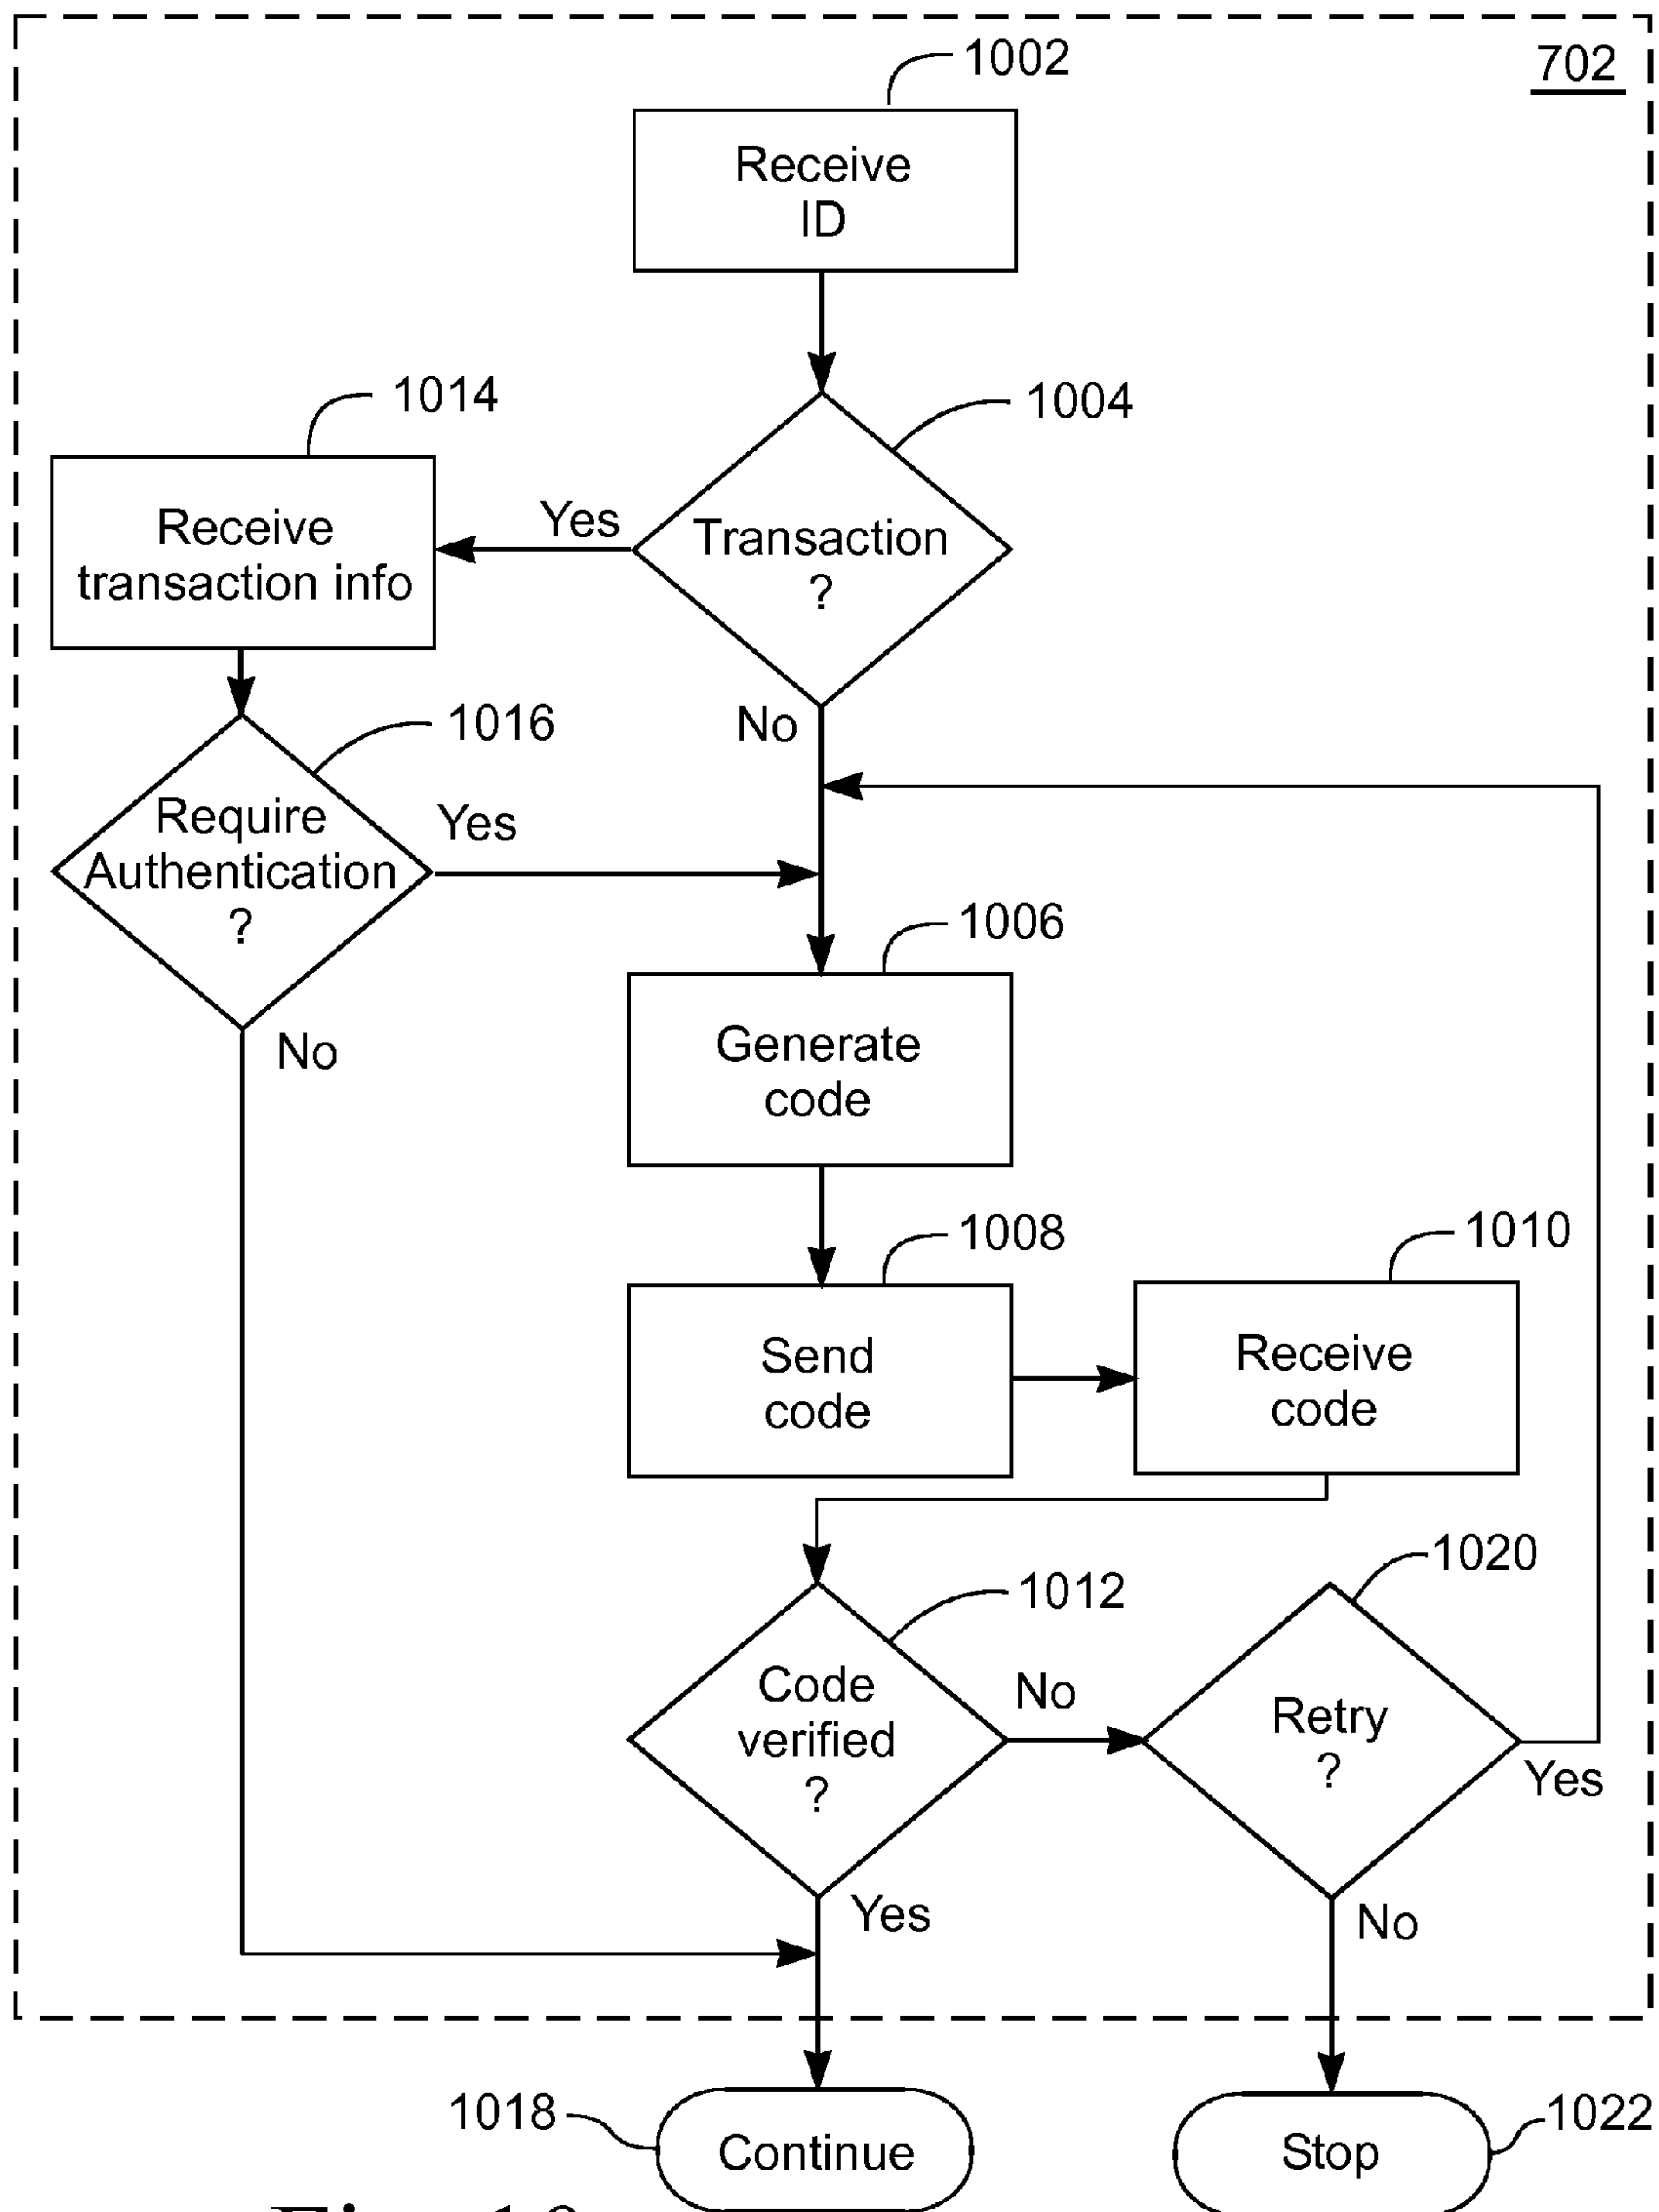 702
1002
Receive
ID
1004
Transaction
?
Yes
No
1014
Receive
transaction info
1016
Require
Authentication
?
Yes
No
1006
Generate
code
1008
Send
code
1010
Receive
code
1012
Code
verified
?
No
Yes
1020
Retry
?
Yes
No
1018
Continue
1022
Stop